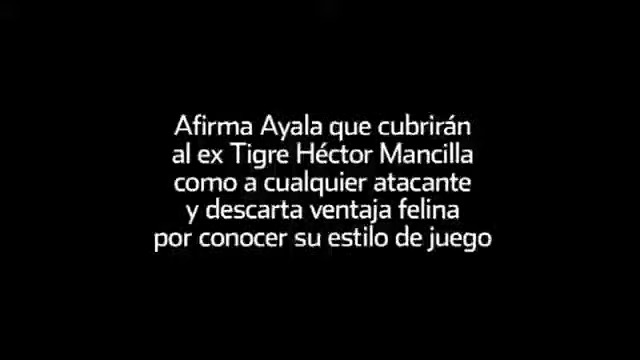 Afirma Ayala que cubrirán
al ex Tigre Héctor Mancilla
como a cualquier atacante
y descarta ventaja felina
por conocer su estilo de juego